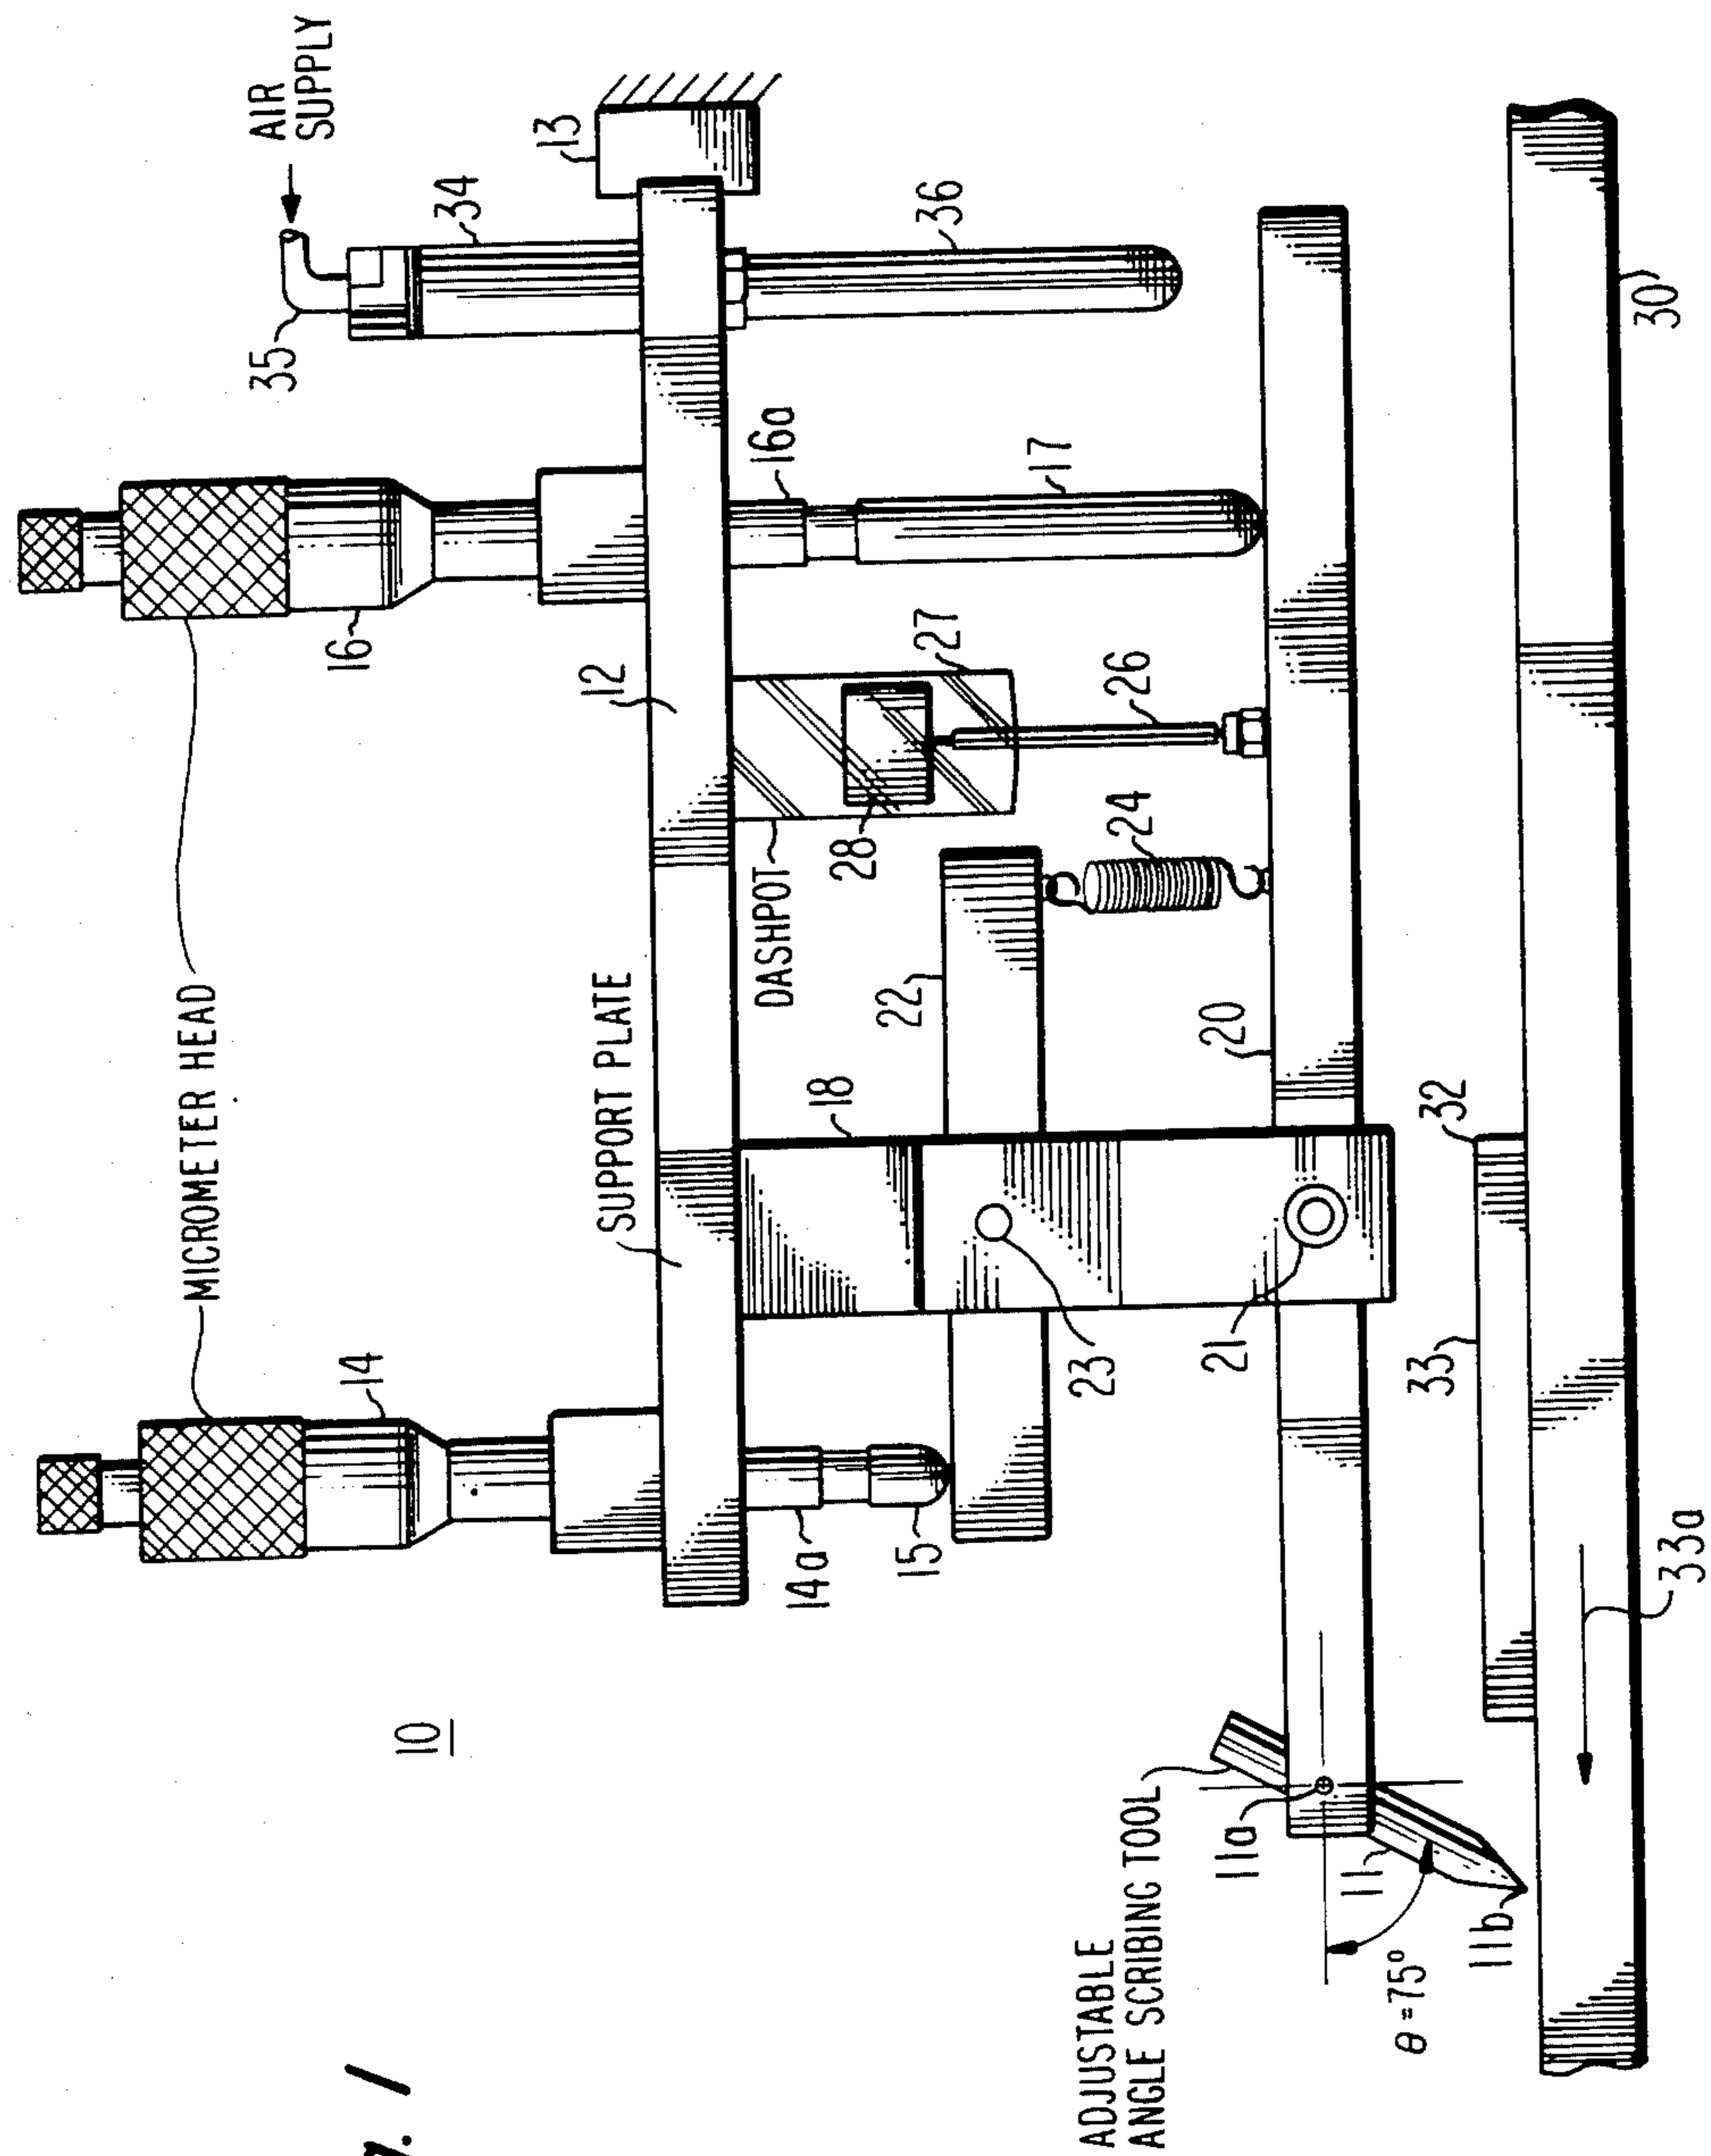 AIR
SUPPLY
35
34
13
36
MICROMETER HEAD
16
16a
17
12
27
26
28
DASHPOT
24
SUPPORT PLATE
22
20
18
14
14a
15
23
21
32
33
30
33a
10
ADJUSTABLE
ANGLE SCRIBING TOOL
11a
11
11b
θ = 75°